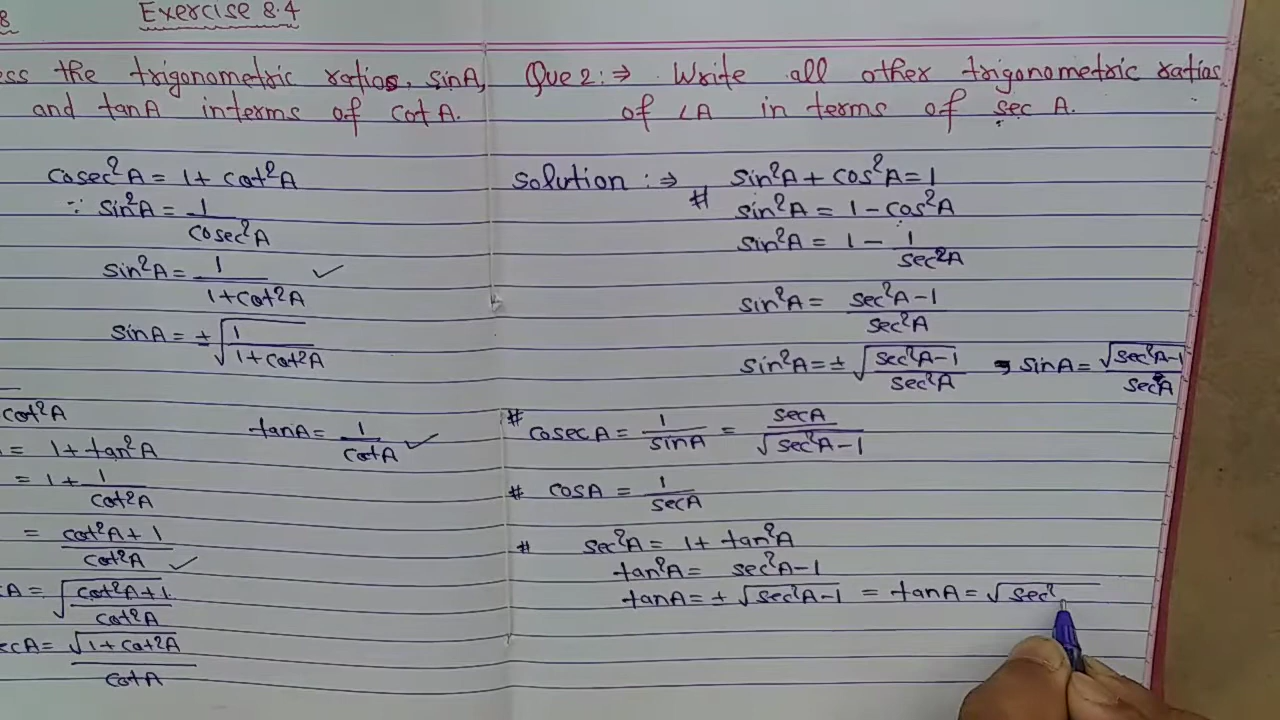 8
Exercise 8.4
ess the trigonometric ratios, sinA,
and tanA interms of cot A.
cosec²A = 1 + cot²A
∵ sin²A = 1/cosec²A
sin²A = 1/1+cot²A ✓
sinA = ± √1/1+cot²A
cot²A
= 1 + tan²A
= 1 + 1/cot²A
= cot²A + 1/cot²A ✓
A = √cot²A+1/cot²A
ecA = √1+cot²A/cotA
tanA = 1/cotA ✓
Que 2:⇒ Write all other trigonometric ratios
of ∠A in terms of sec A.
Solution :⇒ sin²A + cos²A = 1
# sin²A = 1 - cos²A
sin²A = 1 - 1/sec²A
sin²A = sec²A - 1/sec²A
sin²A = ± √sec²A-1/sec²A ⇒ sinA = √sec²A-1/secA
# cosecA = 1/sinA = secA/√sec²A-1
# cosA = 1/secA
# sec²A = 1 + tan²A
tan²A = sec²A - 1
tanA = ± √sec²A-1 = tanA = √sec²